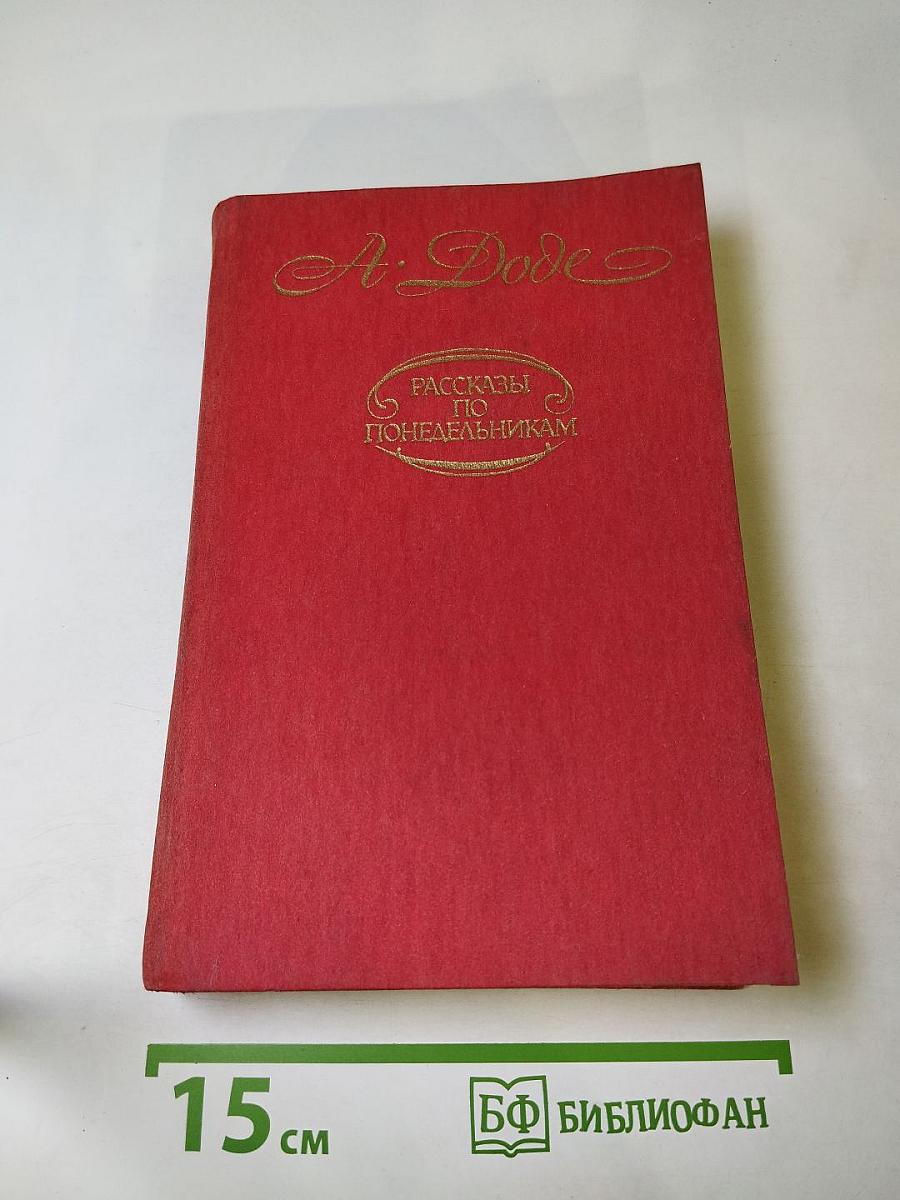 А. Доде
РАССКАЗЫ
ПО
ПОНЕДЕЛЬНИКАМ
15 см
БФ БИБЛИОФАН